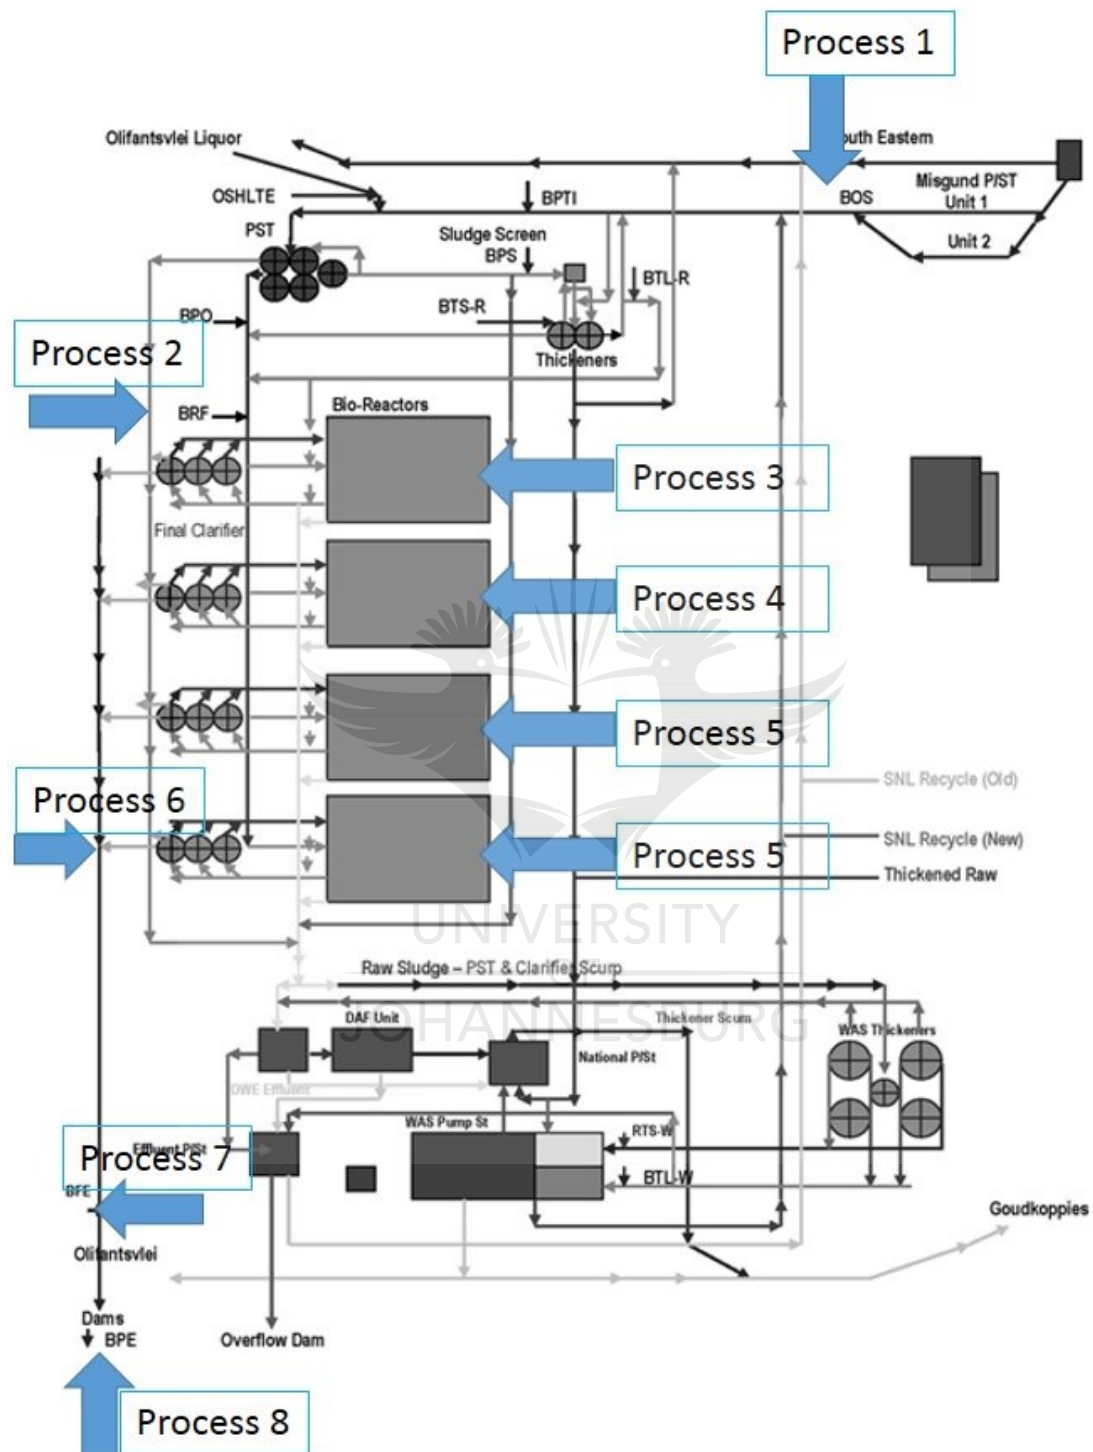 Process 1
Olifantsvlei Liquor
outh Eastern
Misgund P/ST
Unit 1
OSHLTE
BPTI
BOS
PST
Sludge Screen
BPS
Unit 2
BTL-R
BTS-R
BPO
Process 2
Thickeners
Bio-Reactors
BRF
Process 3
Final Clarifier
Process 4
Process 5
SNL Recycle (Old)
Process 6
SNL Recycle (New)
Process 5
Thickened Raw
UNIVERSITY
OF
Raw Sludge – PST & Clarifier Scurp
JOHANNESBURG
DAF Unit
Thickener Scum
WAS Thickeners
National P/St
DWE Effluent
WAS Pump St
RTS-W
Effluent P/St
Process 7
BTL-W
BFE
Goudkoppies
Olifantsvlei
Dams
BPE
Overflow Dam
Process 8